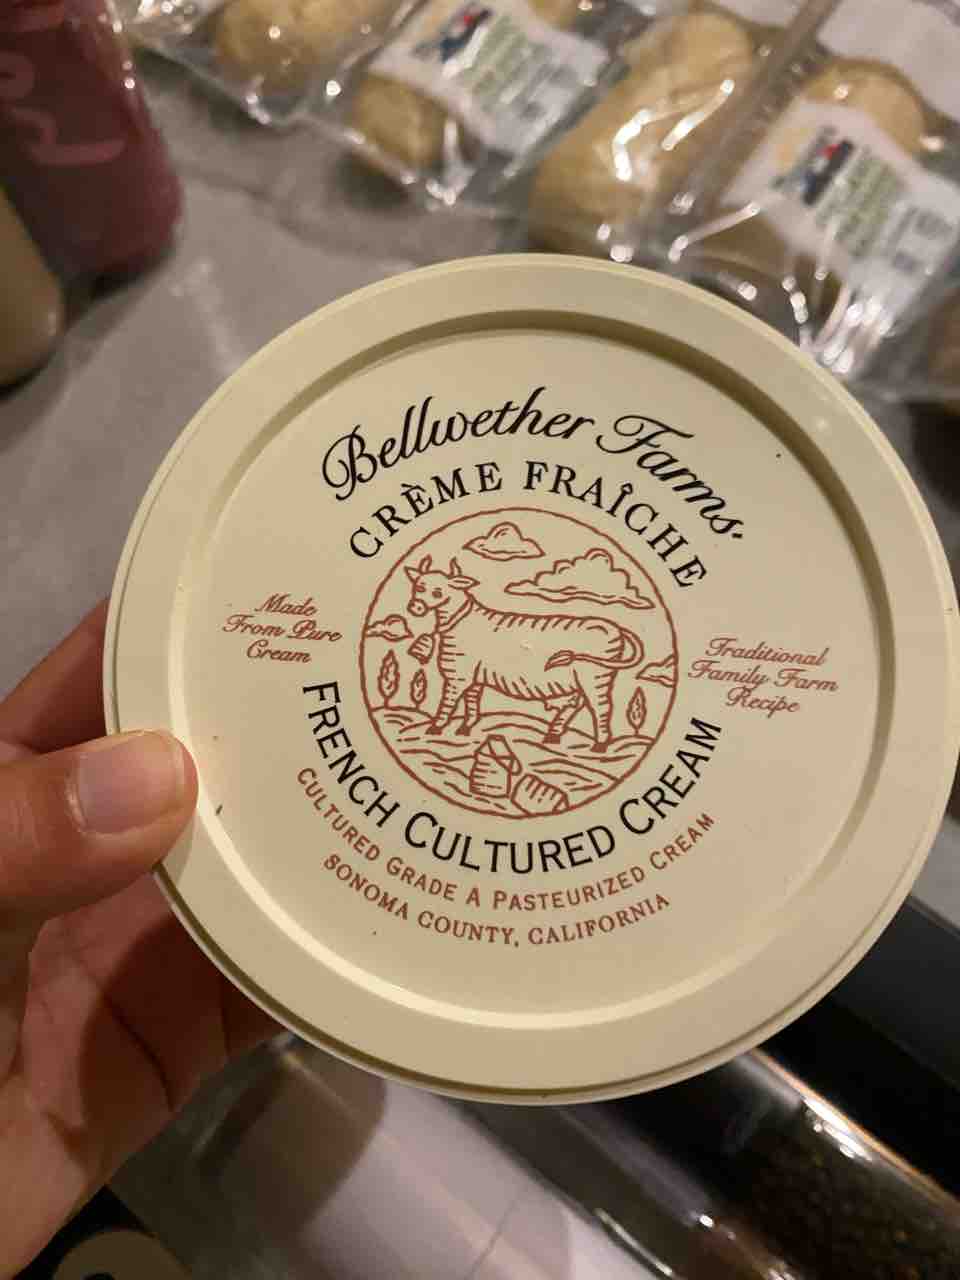 Bellwether Farms.
CRÈME FRAÎCHE
Made
From Pure
Cream
Traditional
Family Farm
Recipe
FRENCH CULTURED CREAM
CULTURED GRADE A PASTEURIZED CREAM
SONOMA COUNTY, CALIFORNIA